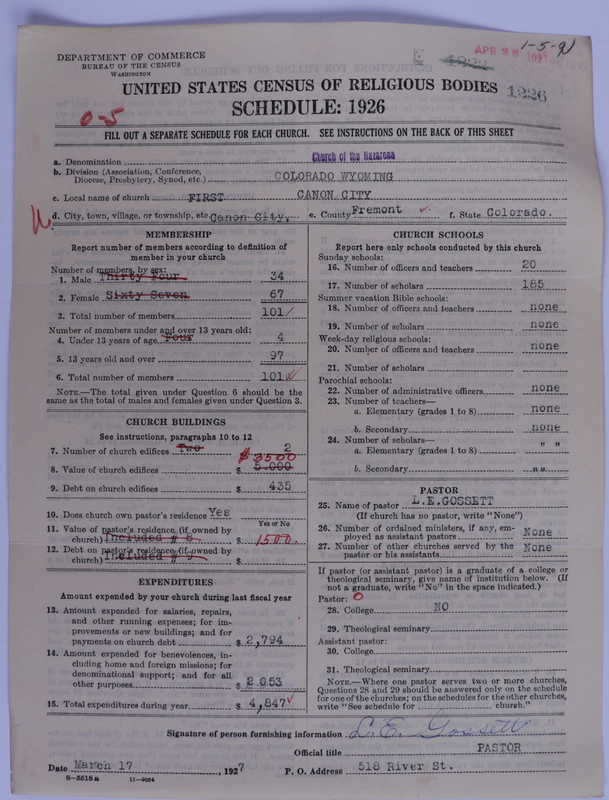 DEPARTMENT OF COMMERCE
BUREAU OF THE CENSUS
WASHINGTON
APR 28 1927
1-5-91
UNITED STATES CENSUS OF RELIGIOUS BODIES
1226
SCHEDULE: 1926
0-5
FILL OUT A SEPARATE SCHEDULE FOR EACH CHURCH. SEE INSTRUCTIONS ON THE BACK OF THIS SHEET
a. Denomination Church of the Nazarene
b. Division (Association, Conference, Diocese, Presbytery, Synod, etc.) COLORADO WYOMING
c. Local name of church FIRST CANON CITY
d. City, town, village, or township, etc. Canon City, e. County Fremont f. State Colorado.
MEMBERSHIP
Report number of members according to definition of
member in your church
Number of members, by sex:
1. Male Thirty Four 34
2. Female Sixty Seven 67
3. Total number of members 101
Number of members under and over 13 years old:
4. Under 13 years of age Four 4
5. 13 years old and over 97
6. Total number of members 101
NOTE.—The total given under Question 6 should be
same as the total of males and females given under Question 3.
CHURCH BUILDINGS
See instructions, paragraphs 10 to 12
7. Number of church edifices Two 2
$ 3500
8. Value of church edifices $ 5.000
9. Debt on church edifices $ 435
10. Does church own pastor's residence Yes
Yes or No
11. Value of pastor's residence (if owned by
church) Included # 8 $ 1500.
12. Debt on pastor's residence (if owned by
church) Included # 9 $
EXPENDITURES
Amount expended by your church during last fiscal year
13. Amount expended for salaries, repairs,
and other running expenses; for im-
provements or new buildings; and for
payments on church debt $ 2,794
14. Amount expended for benevolences, in-
cluding home and foreign missions; for
denominational support; and for all
other purposes $ 2.053
15. Total expenditures during year $ 4,847
CHURCH SCHOOLS
Report here only schools conducted by this church
Sunday schools:
16. Number of officers and teachers 20
17. Number of scholars 185
Summer vacation Bible schools:
18. Number of officers and teachers none
19. Number of scholars none
Week-day religious schools:
20. Number of officers and teachers none
21. Number of scholars
Parochial schools:
22. Number of administrative officers none
23. Number of teachers—
a. Elementary (grades 1 to 8) none
b. Secondary none
24. Number of scholars—
a. Elementary (grades 1 to 8) " "
b. Secondary " "
PASTOR
25. Name of pastor L.E.GOSSETT
(If church has no pastor, write "None")
26. Number of ordained ministers, if any, em-
ployed as assistant pastors None
27. Number of other churches served by the
pastor or his assistants None
If pastor (or assistant pastor) is a graduate of a college or
theological seminary, give name of institution below. (If
not a graduate, write "No" in the space indicated.)
Pastor: 0
28. College NO
29. Theological seminary
Assistant pastor:
30. College
31. Theological seminary
NOTE.—Where one pastor serves two or more churches,
Questions 28 and 29 should be answered only on the schedule
for one of the churches; on the schedules for the other churches,
write "See schedule for church."
Signature of person furnishing information L. E. Gossett
Official title PASTOR
Date March 17, 1927 P. O. Address 518 River St.
8-5518a 11-9054